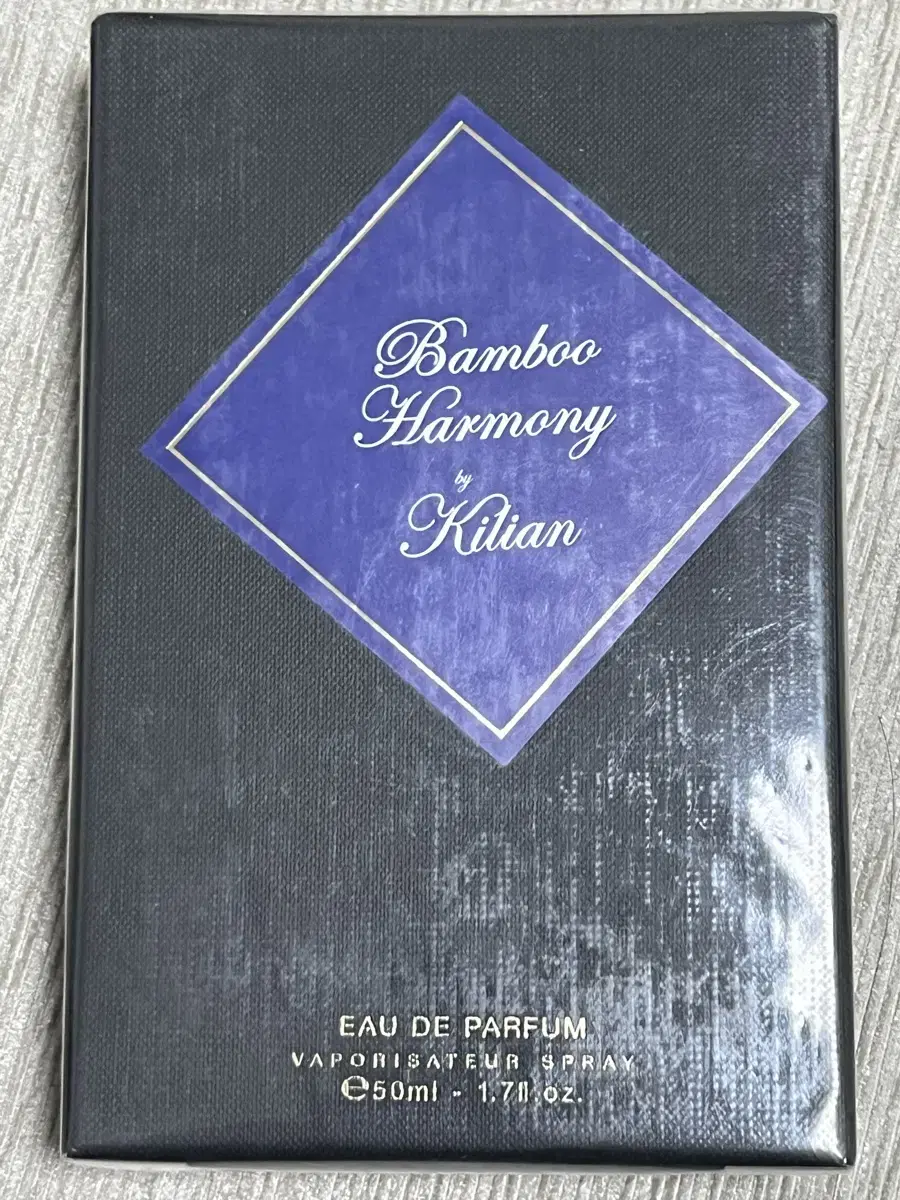 Bamboo
Harmony
by
Kilian
EAU DE PARFUM
VAPORISATEUR SPRAY
℮50ml - 1.7fl.oz.